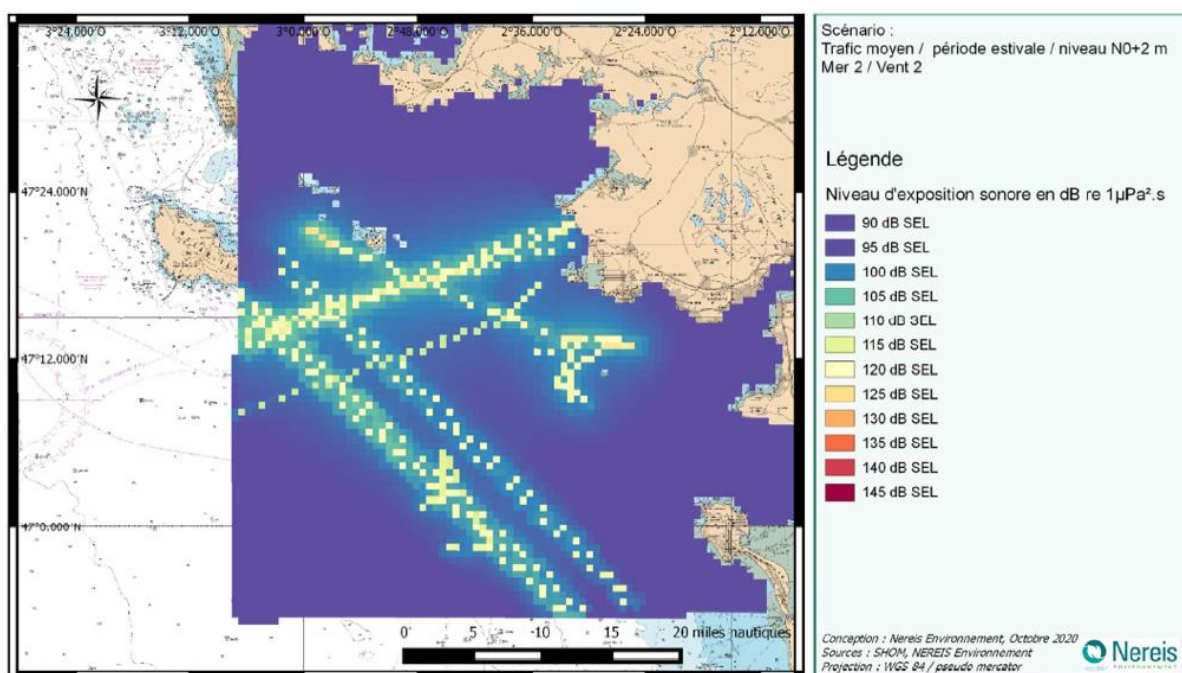 3°24.000'O 3°12.000'O 3°0.000'O 2°48.000'O 2°36.000'O 2°24.000'O 2°12.000'O
47°24.000'N
47°12.000'N
47°0.000'N
0 5 -10 -15 20 miles nautiques
Scénario :
Trafic moyen / période estivale / niveau N0+2 m
Mer 2 / Vent 2
Légende
Niveau d'exposition sonore en dB re 1µPa².s
90 dB SEL
95 dB SEL
100 dB SEL
105 dB SEL
110 dB SEL
115 dB SEL
120 dB SEL
125 dB SEL
130 dB SEL
135 dB SEL
140 dB SEL
145 dB SEL
Conception : Nereis Environnement, Octobre 2020
Sources : SHOM, NEREIS Environnement
Projection : WGS 84 / pseudo mercator
Nereis
ENVIRONNEMENT